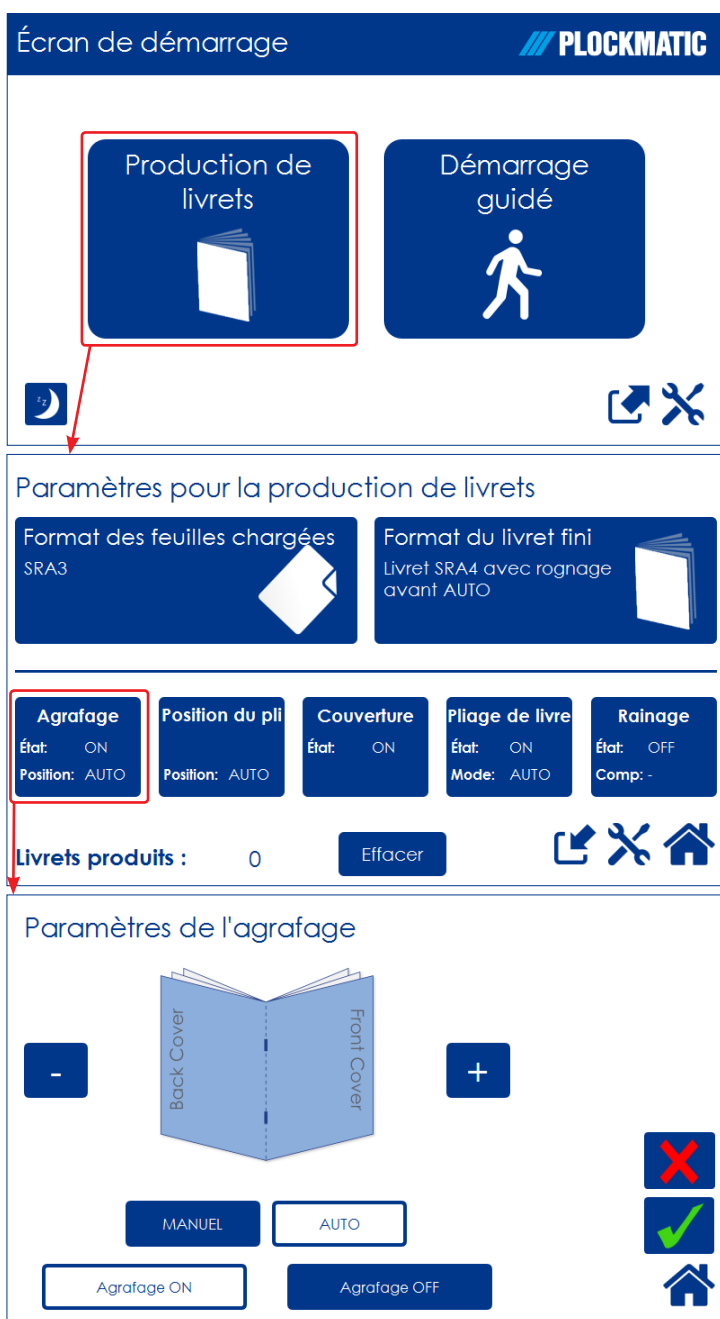 Écran de démarrage
PLOCKMATIC
Production de
livrets
Démarrage
guidé
z z
Paramètres pour la production de livrets
Format des feuilles chargées
SRA3
Format du livret fini
Livret SRA4 avec rognage
avant AUTO
Agrafage
État: ON
Position: AUTO
Position du pli
Position: AUTO
Couverture
État: ON
Pliage de livre
État: ON
Mode: AUTO
Rainage
État: OFF
Comp: -
Livrets produits : 0
Effacer
Paramètres de l'agrafage
-
Back Cover
Front Cover
+
MANUEL
AUTO
Agrafage ON
Agrafage OFF